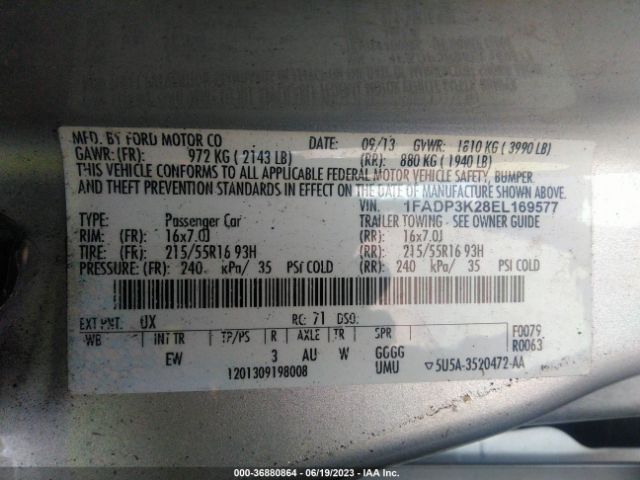 MFD. BY FORD MOTOR CO DATE: 09/13 GVWR: 1810 KG ( 3990 LB)
GAWR: (FR): 972 KG ( 2143 LB) (RR): 880 KG ( 1940 LB)
THIS VEHICLE CONFORMS TO ALL APPLICABLE FEDERAL MOTOR VEHICLE SAFETY, BUMPER,
AND THEFT PREVENTION STANDARDS IN EFFECT ON THE DATE OF MANUFACTURE SHOWN ABOVE.
VIN: 1FADP3K28EL169577
TYPE: Passenger Car TRAILER TOWING - SEE OWNER GUIDE
RIM: (FR): 16x7.0J (RR): 16x7.0J
TIRE: (FR): 215/55R16 93H (RR): 215/55R16 93H
PRESSURE: (FR): 240 kPa/ 35 PSI COLD (RR): 240 kPa/ 35 PSI COLD
EXT PNT: UX RC: 71 DSO:
WB INT TR TP/PS R AXLE TR SPR F0079
R0063
EW 3 AU W GGGG
1201309198008 UMU ▽5U5A-3520472-AA
000-36880864 / 06/19/2023 - IAA Inc.